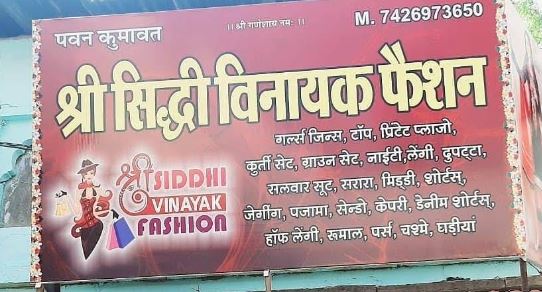 ।। श्री गणेशाय नमः ।।
M. 7426973650
पवन कुमावत
श्री सिद्धी विनायक फैशन
गर्ल्स जिन्स, टॉप, प्रिंटेट प्लाजो,
कुर्ती सेट, ग्राउन सेट, नाईटी,लेंगी, दुपट्टा,
सलवार सूट, सरारा, मिड्डी, शोर्टस्,
जेगींग, पजामा, सेन्डो, केपरी, डेनीम शोर्टस्,
हॉफ लेंगी, रूमाल, पर्स, चश्मे, घड़ीयां
श्री SIDDHI
VINAYAK
FASHION